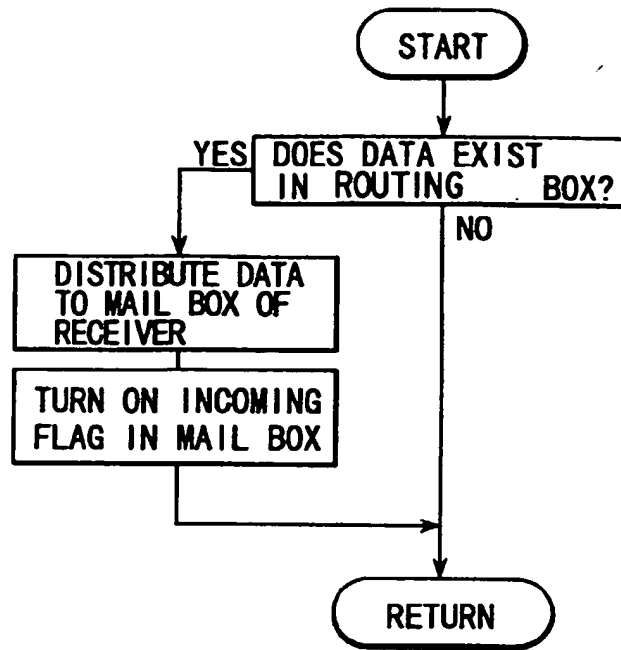 START
YES
DOES DATA EXIST
IN ROUTING BOX?
NO
DISTRIBUTE DATA
TO MAIL BOX OF
RECEIVER
TURN ON INCOMING
FLAG IN MAIL BOX
RETURN